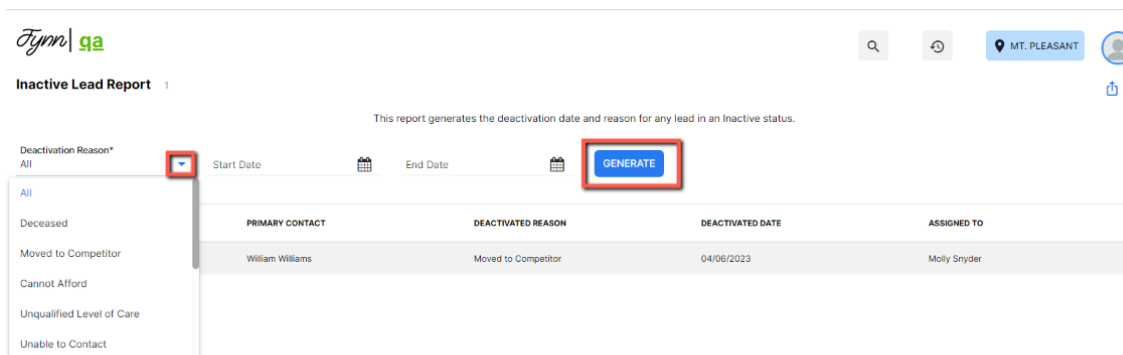 Fynn| qa
MT. PLEASANT
Inactive Lead Report 1
This report generates the deactivation date and reason for any lead in an Inactive status.
Deactivation Reason*
All
Start Date
End Date
GENERATE
All
Deceased
Moved to Competitor
Cannot Afford
Unqualified Level of Care
Unable to Contact
PRIMARY CONTACT DEACTIVATED REASON DEACTIVATED DATE ASSIGNED TO
William Williams Moved to Competitor 04/06/2023 Molly Snyder